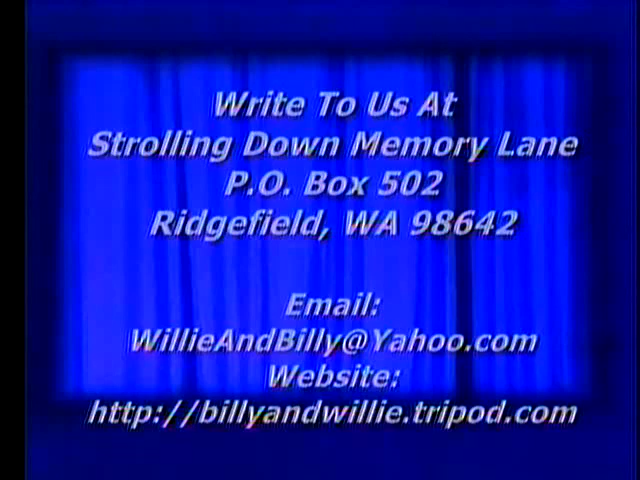 Write To Us At
Strolling Down Memory Lane
P.O. Box 502
Ridgefield, WA 98642
Email:
WillieAndBilly@Yahoo.com
Website:
http://billyandwillie.tripod.com